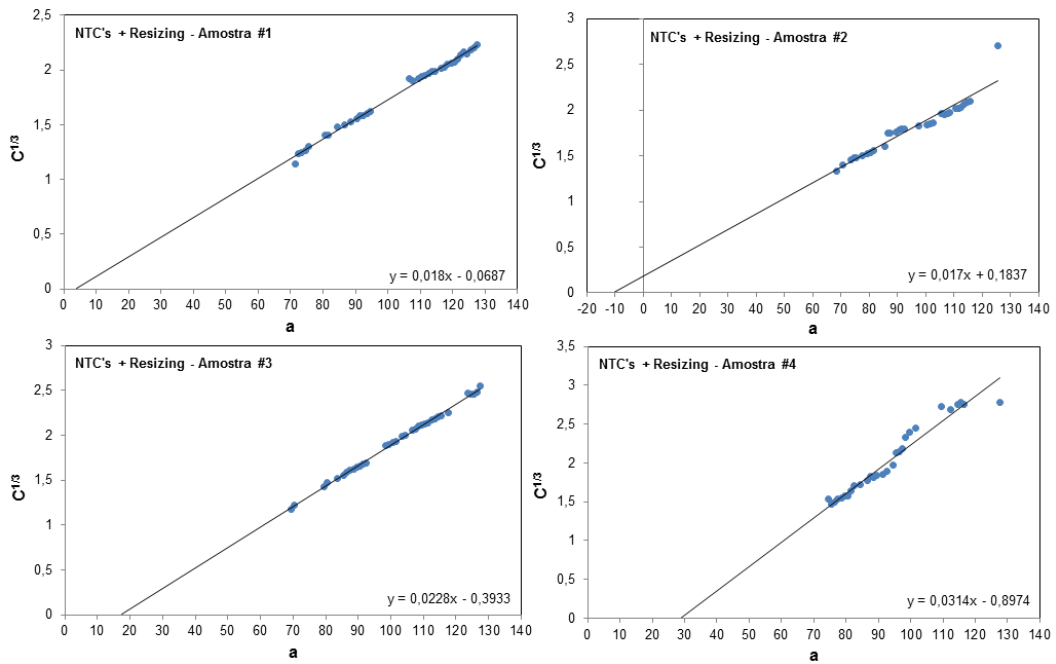 NTC's + Resizing - Amostra #1
2,5
2
1,5
1
0,5
0
C1/3
y = 0,018x - 0,0687
0 10 20 30 40 50 60 70 80 90 100 110 120 130 140
a
NTC's + Resizing - Amostra #2
3
2,5
2
1,5
1
0,5
0
C1/3
y = 0,017x + 0,1837
-20 -10 0 10 20 30 40 50 60 70 80 90 100 110 120 130 140
a
NTC's + Resizing - Amostra #3
3
2,5
2
1,5
1
0,5
0
C1/3
y = 0,0228x - 0,3933
0 10 20 30 40 50 60 70 80 90 100 110 120 130 140
a
NTC's + Resizing - Amostra #4
3,5
3
2,5
2
1,5
1
0,5
0
C1/3
y = 0,0314x - 0,8974
0 10 20 30 40 50 60 70 80 90 100 110 120 130 140
a